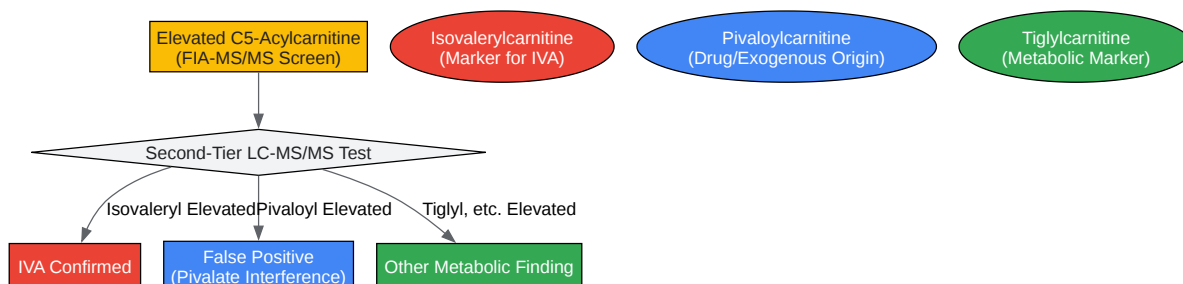 Elevated C5-Acylcarnitine
(FIA-MS/MS Screen)
Isovalerylcarnitine
(Marker for IVA)
Pivaloylcarnitine
(Drug/Exogenous Origin)
Tiglylcarnitine
(Metabolic Marker)
Second-Tier LC-MS/MS Test
Isovaleryl Elevated
Pivaloyl Elevated
Tiglyl, etc. Elevated
IVA Confirmed
False Positive
(Pivalate Interference)
Other Metabolic Finding